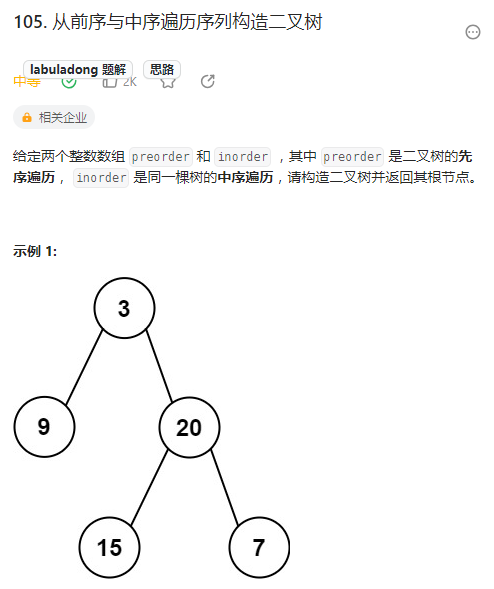 105. 从前序与中序遍历序列构造二叉树
labuladong 题解 思路
中等 2K
相关企业
给定两个整数数组 preorder 和 inorder ，其中 preorder 是二叉树的先
序遍历， inorder 是同一棵树的中序遍历，请构造二叉树并返回其根节点。
示例 1:
3
9 20
15 7